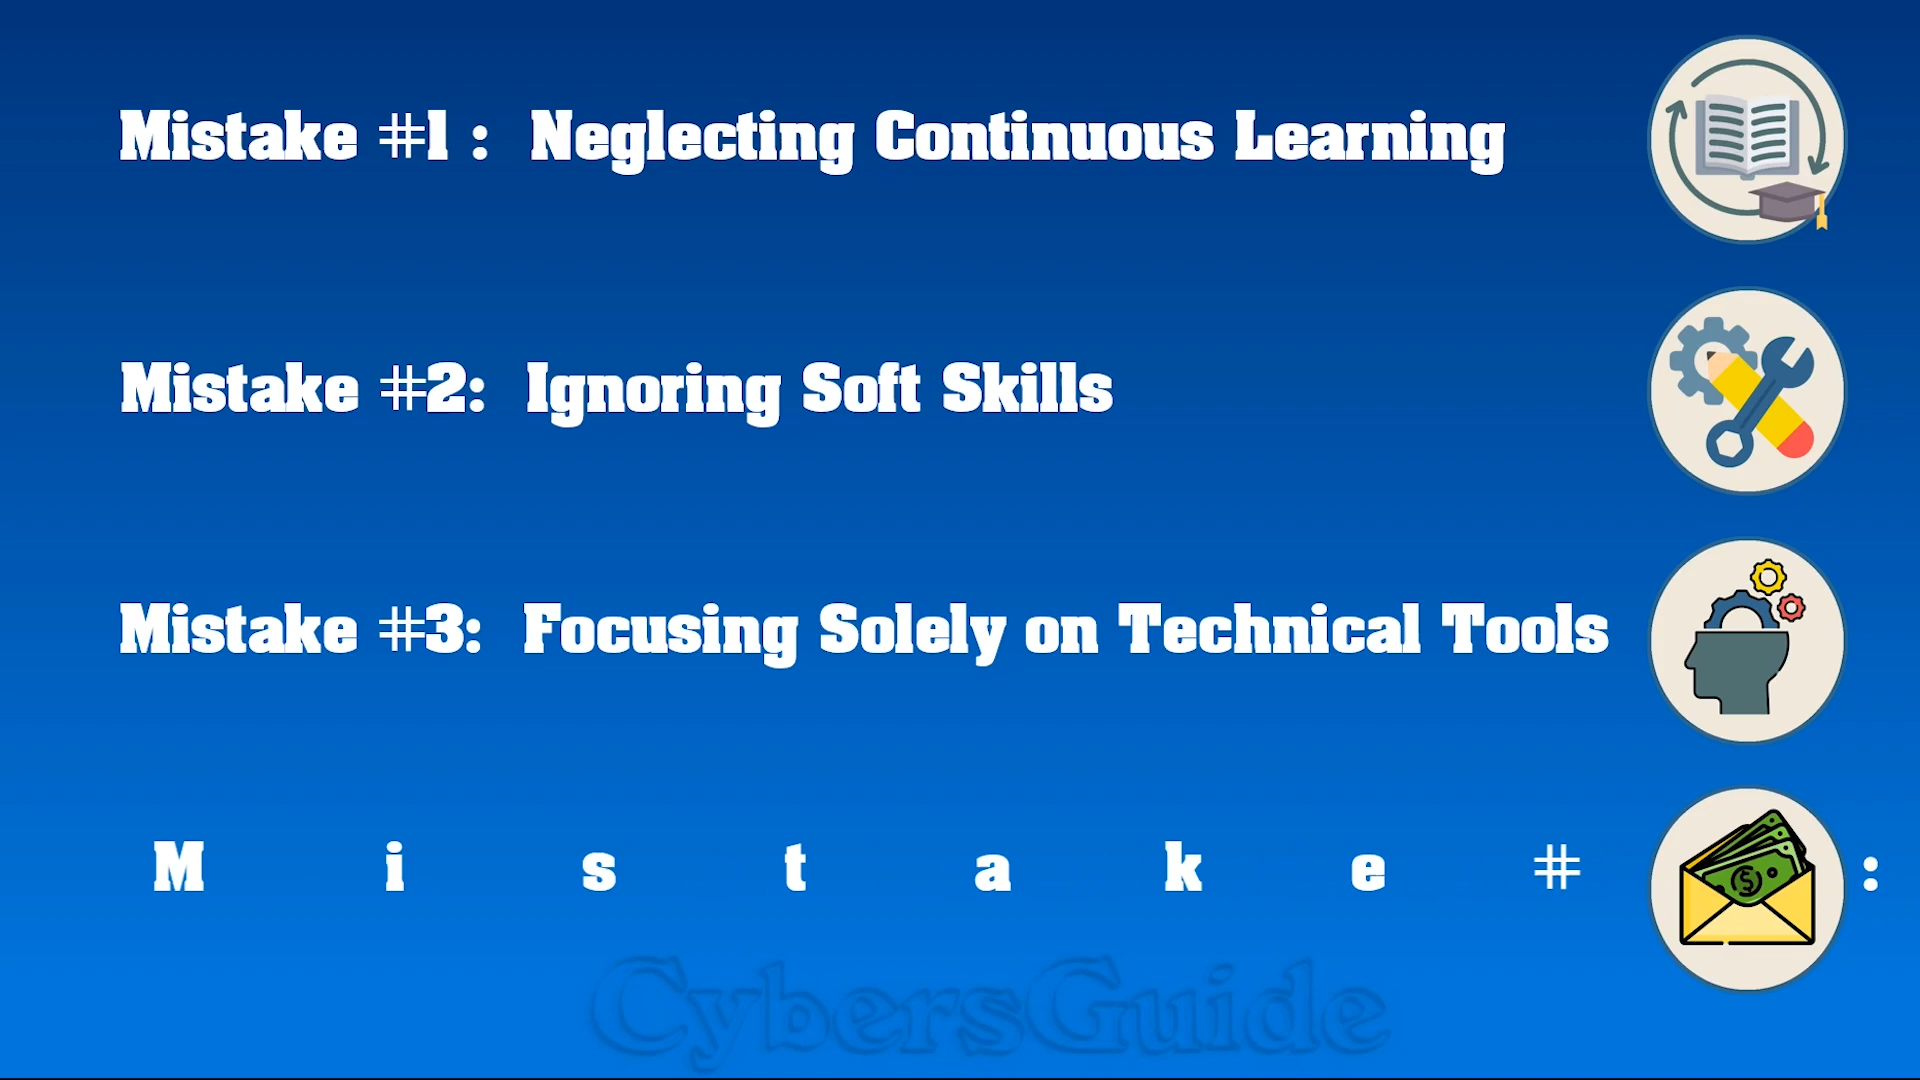 Mistake #1 : Neglecting Continuous Learning
Mistake #2: Ignoring Soft Skills
Mistake #3: Focusing Solely on Technical Tools
M i s t a k e # :
CybersGuide